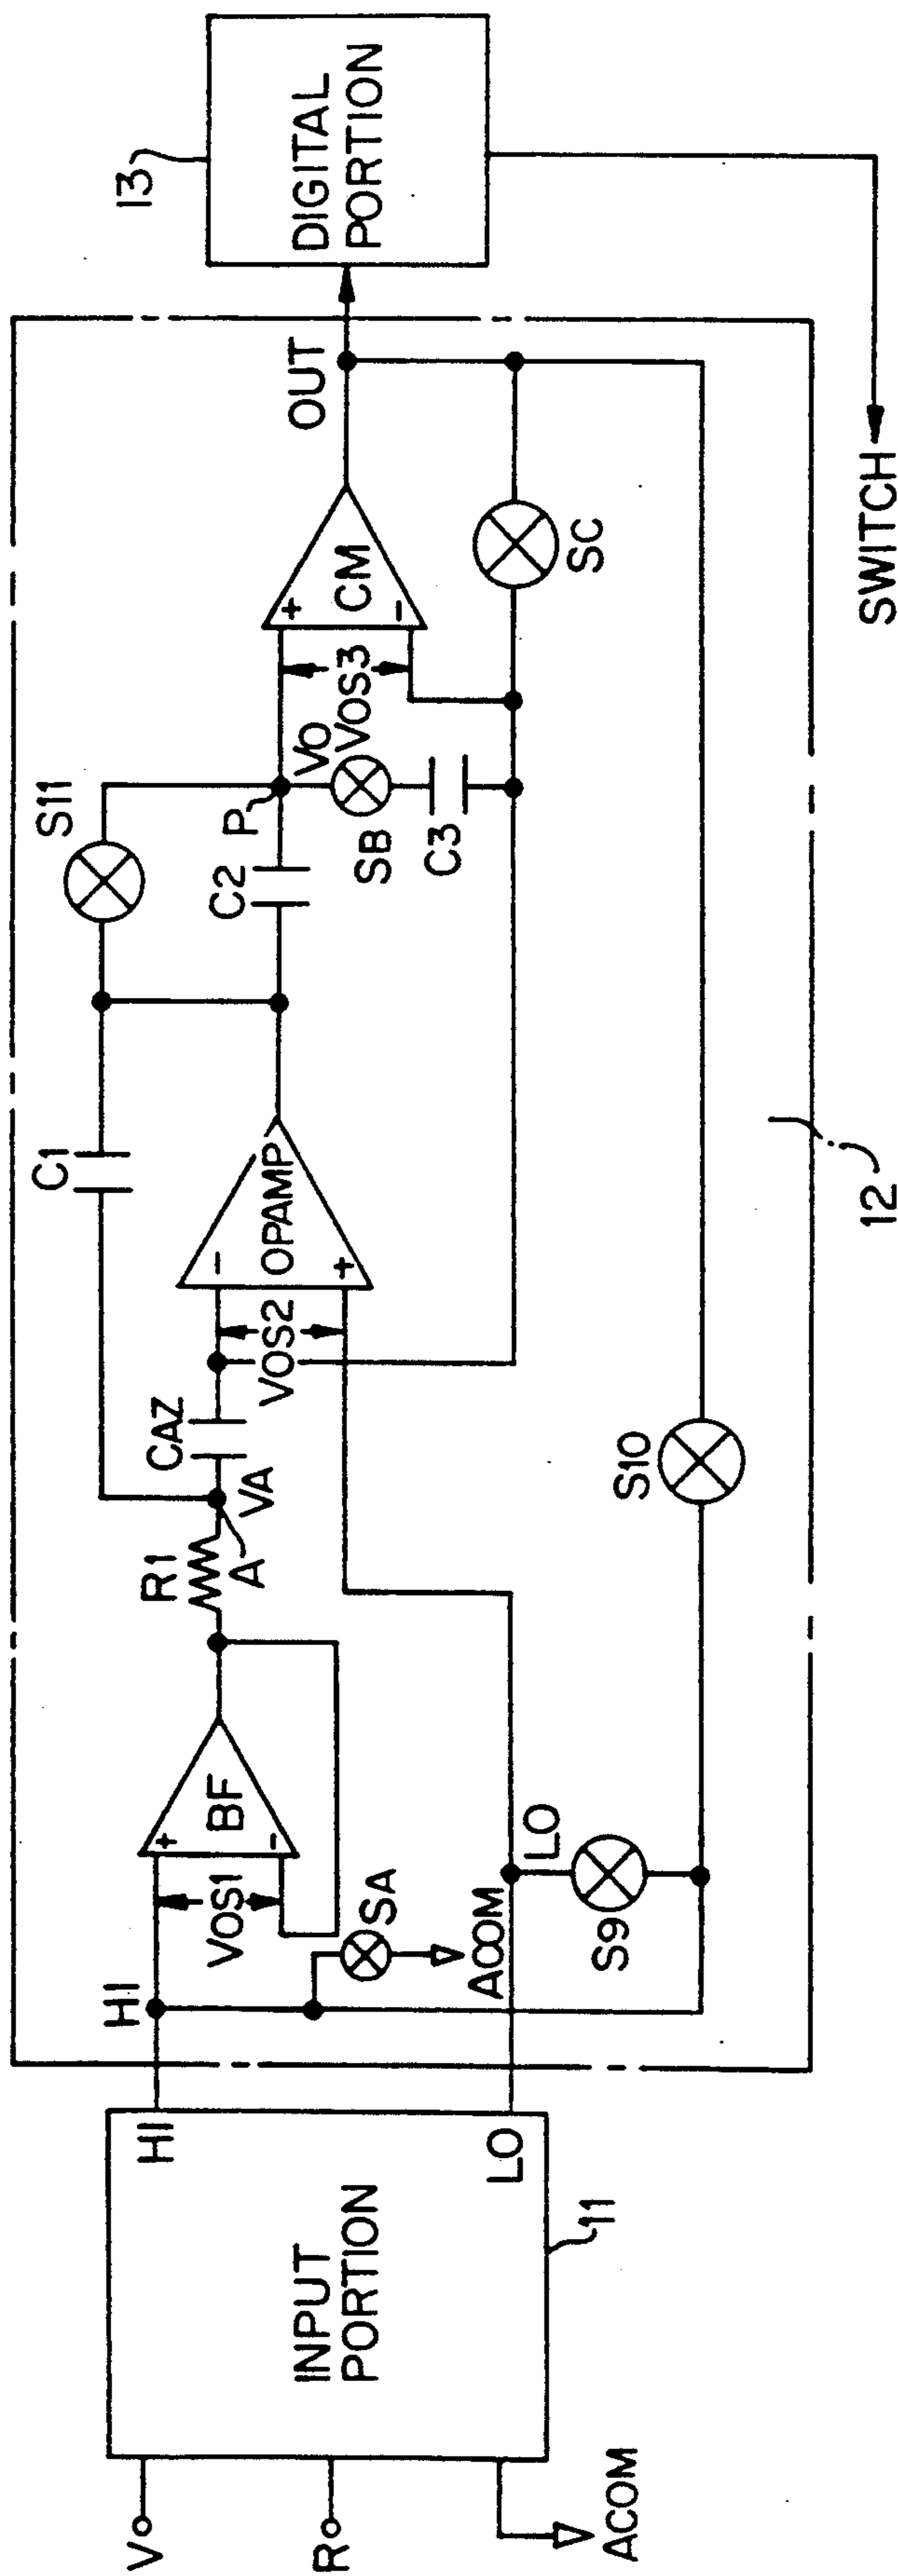 V
R
ACOM
INPUT
PORTION
HI
LO
11
HI
VOS1
+
BF
-
SA
ACOM
LO
S9
S10
R1
A
VA
CAZ
C1
VOS2
-
OPAMP
+
S11
C2
P
VO
VOS3
SB
C3
+
CM
-
SC
OUT
12
DIGITAL
PORTION
13
SWITCH